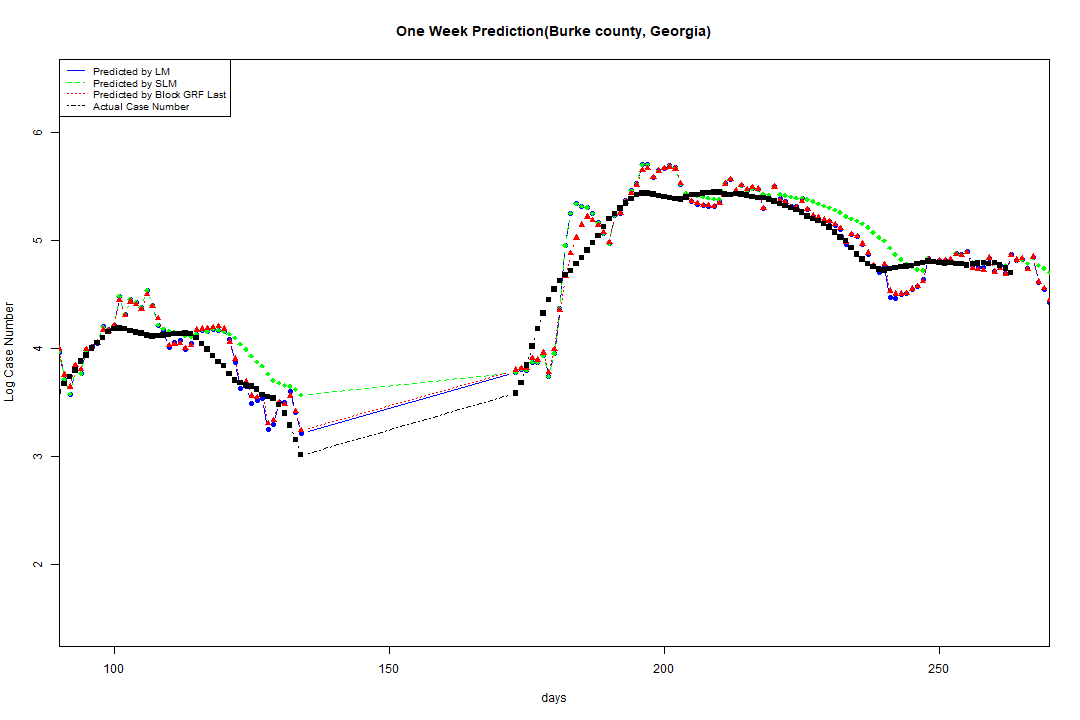 One Week Prediction(Burke county, Georgia)
Predicted by LM
Predicted by SLM
Predicted by Block GRF Last
Actual Case Number
6
5
4
3
2
Log Case Number
100 150 200 250
days